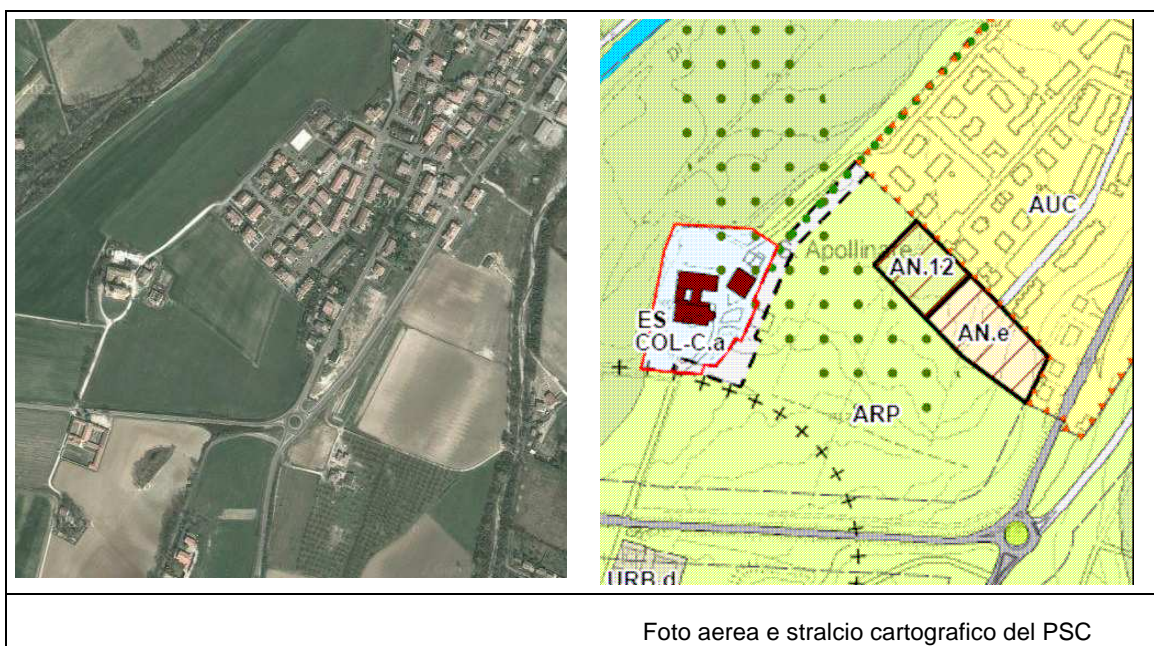 Apollinare
AUC
AN.12
AN.e
ES
COL-C.a
ARP
URB.d
Foto aerea e stralcio cartografico del PSC